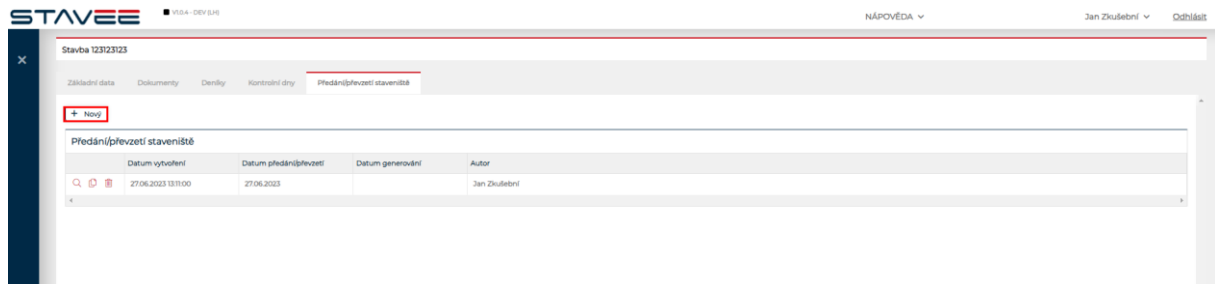 STAVEE V1.0.4 - DEV (LH) NÁPOVĚDA Jan Zkušební Odhlásit
Stavba 123123123
Základní data Dokumenty Deníky Kontrolní dny Předání/převzetí staveniště
+ Nový
Předání/převzetí staveniště
Datum vytvoření Datum předání/převzetí Datum generování Autor
27.06.2023 13:11:00 27.06.2023 Jan Zkušební